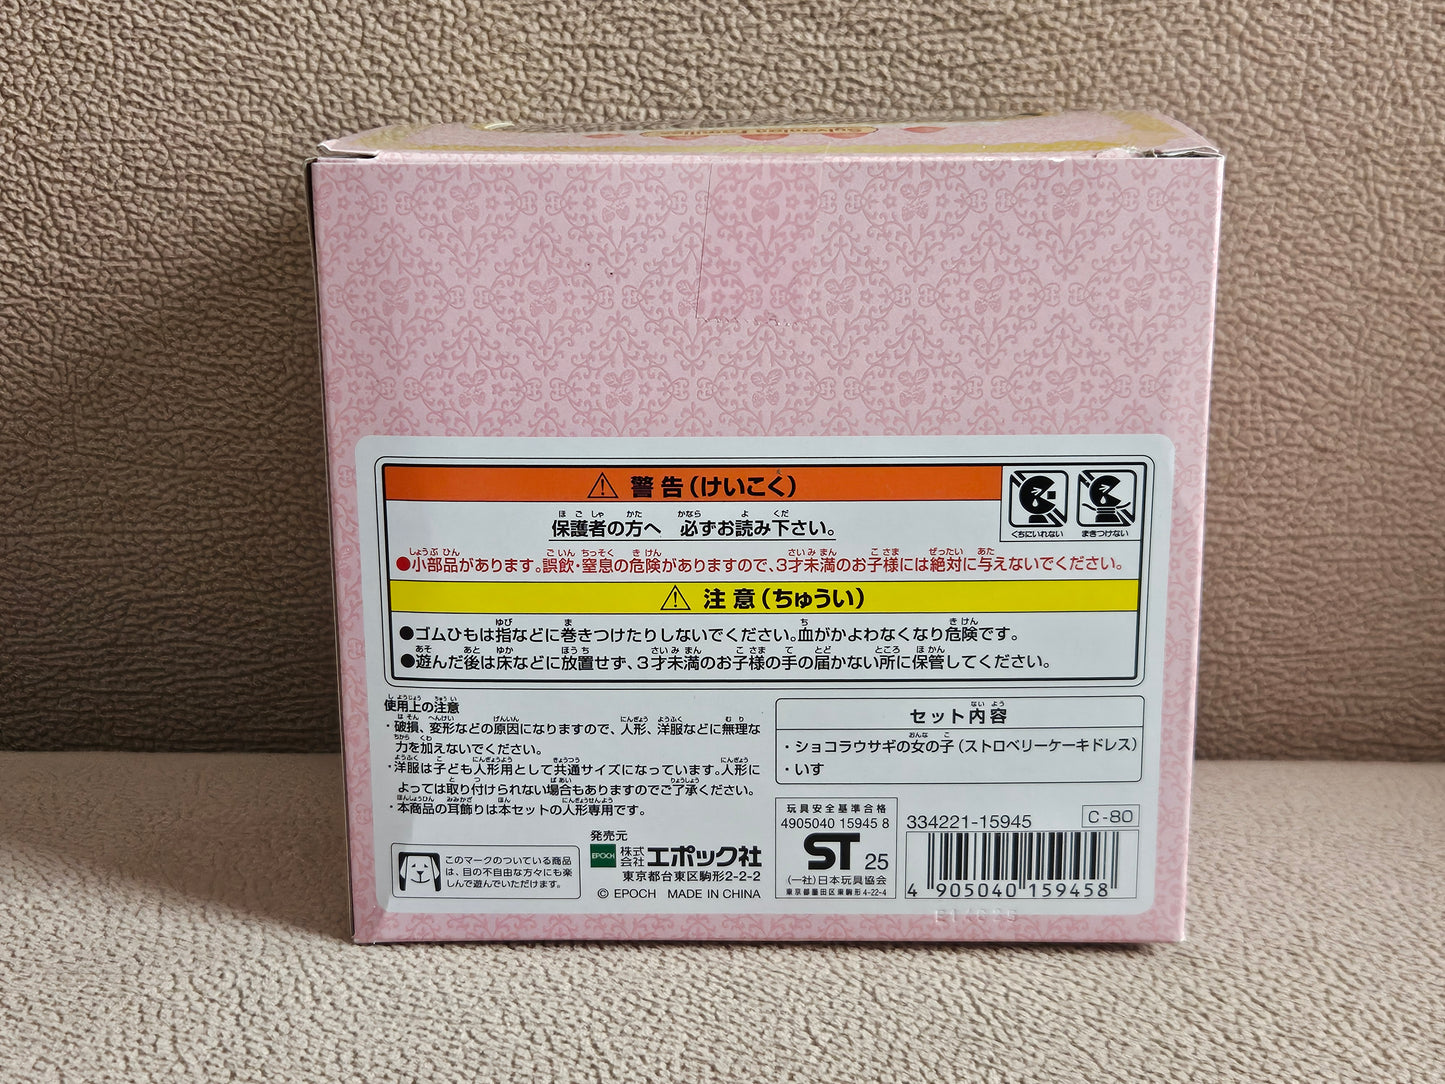 Sylvanian Families
警告(けいこく)
保護者の方へ 必ずお読み下さい。
くちにいれない
まきつけない
●小部品があります。誤飲・窒息の危険がありますので、3才未満のお子様には絶対に与えないでください。
注意(ちゅうい)
●ゴムひもは指などに巻きつけたりしないでください。血がかよわなくなり危険です。
●遊んだ後は床などに放置せず、3才未満のお子様の手の届かない所に保管してください。
使用上の注意
・破損、変形などの原因になりますので、人形、洋服などに無理な
力を加えないでください。
・洋服は子ども人形用として共通サイズになっています。人形に
よっては取り付けられない場合もありますのでご了承ください。
・本商品の耳飾りは本セットの人形専用です。
セット内容
・ショコラウサギの女の子(ストロベリーケーキドレス)
・いす
このマークのついている商品
は、目の不自由な方々にも楽
しんで遊んでいただけます。
発売元
EPOCH 株式会社エポック社
東京都台東区駒形2-2-2
© EPOCH MADE IN CHINA
玩具安全基準合格
4905040 15945 8
ST 25
(一社)日本玩具協会
東京都墨田区東駒形4-22-4
334221-15945
C-80
4 905040 159458